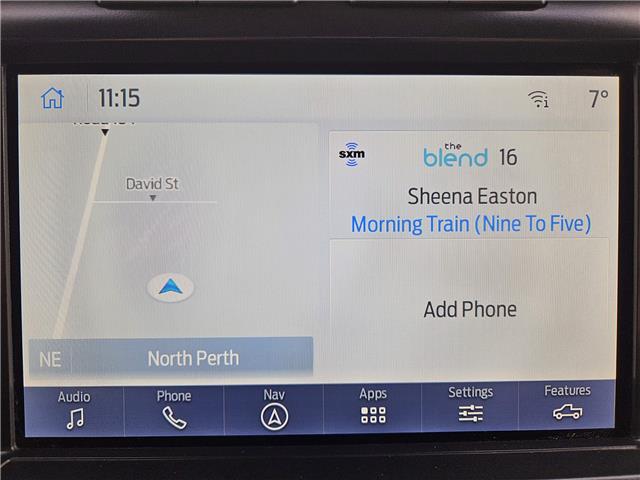 11:15
7°
David St
NE
North Perth
sxm
the
blend 16
Sheena Easton
Morning Train (Nine To Five)
Add Phone
Audio
Phone
Nav
Apps
Settings
Features